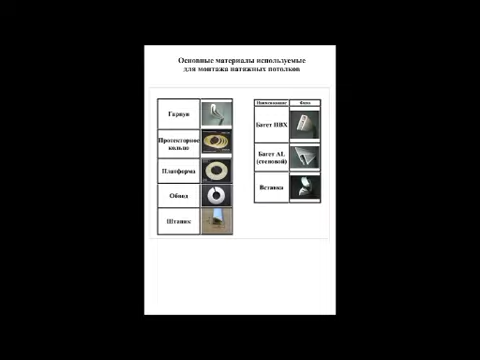 Основные материалы используемые
для монтажа натяжных потолков
Гарпун
Протекторное
кольцо
Платформа
Обвод
Штапик
Наименование Фото
Багет ПВХ
Багет AL
(стеновой)
Вставка